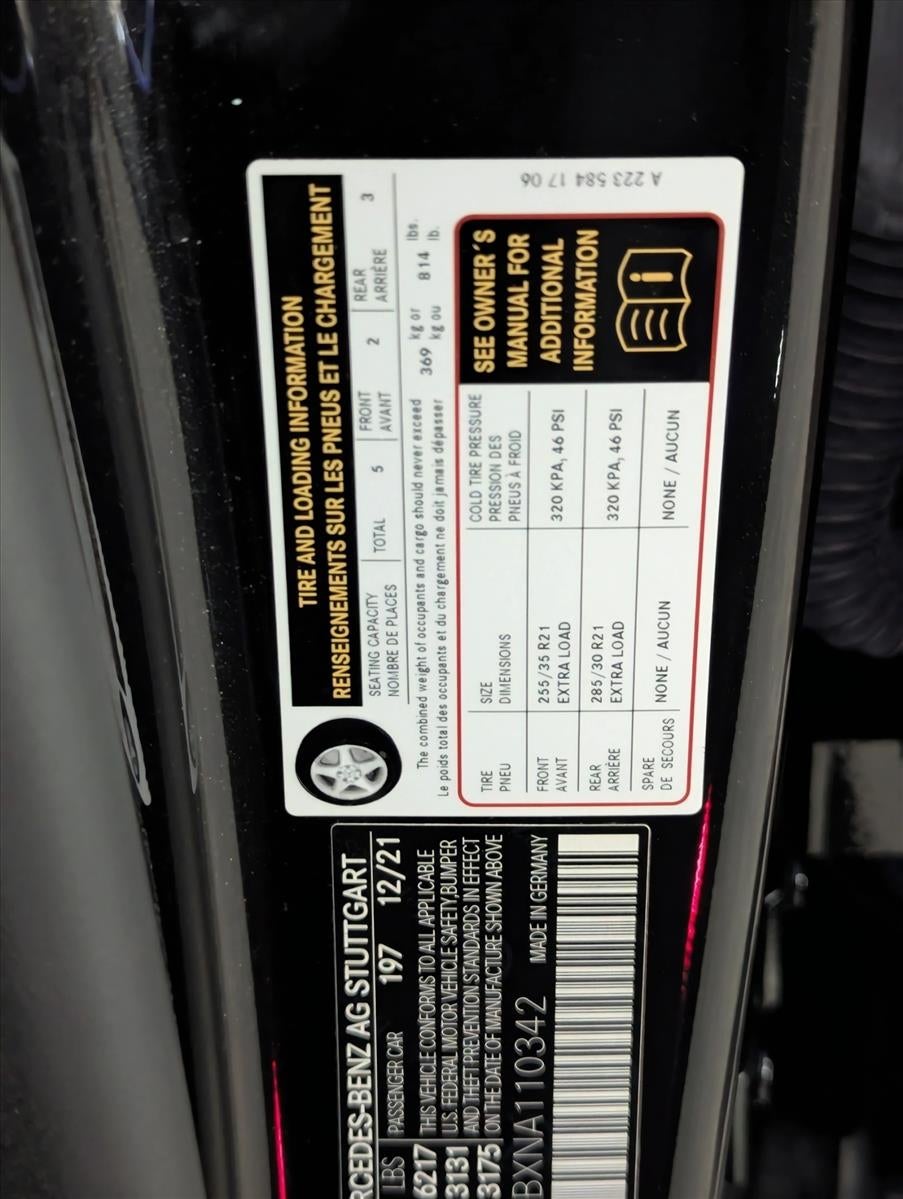 TIRE AND LOADING INFORMATION
RENSEIGNEMENTS SUR LES PNEUS ET LE CHARGEMENT
SEATING CAPACITY
NOMBRE DE PLACES
TOTAL 5
FRONT
AVANT
2
REAR
ARRIÈRE
3
The combined weight of occupants and cargo should never exceed 369 kg or 814 lbs.
Le poids total des occupants et du chargement ne doit jamais dépasser kg ou lb.
TIRE
PNEU
SIZE
DIMENSIONS
COLD TIRE PRESSURE
PRESSION DES
PNEUS À FROID
FRONT
AVANT
255/35 R21
EXTRA LOAD
320 KPA, 46 PSI
REAR
ARRIÈRE
285/30 R21
EXTRA LOAD
320 KPA, 46 PSI
SPARE
DE SECOURS
NONE / AUCUN
NONE / AUCUN
SEE OWNER´S
MANUAL FOR
ADDITIONAL
INFORMATION
A 223 584 17 06
RCEDES-BENZ AG STUTTGART
LBS PASSENGER CAR 197 12/21
6217 THIS VEHICLE CONFORMS TO ALL APPLICABLE
3131 U.S. FEDERAL MOTOR VEHICLE SAFETY,BUMPER
AND THEFT PREVENTION STANDARDS IN EFFECT
3175 ON THE DATE OF MANUFACTURE SHOWN ABOVE
BXNA110342 MADE IN GERMANY